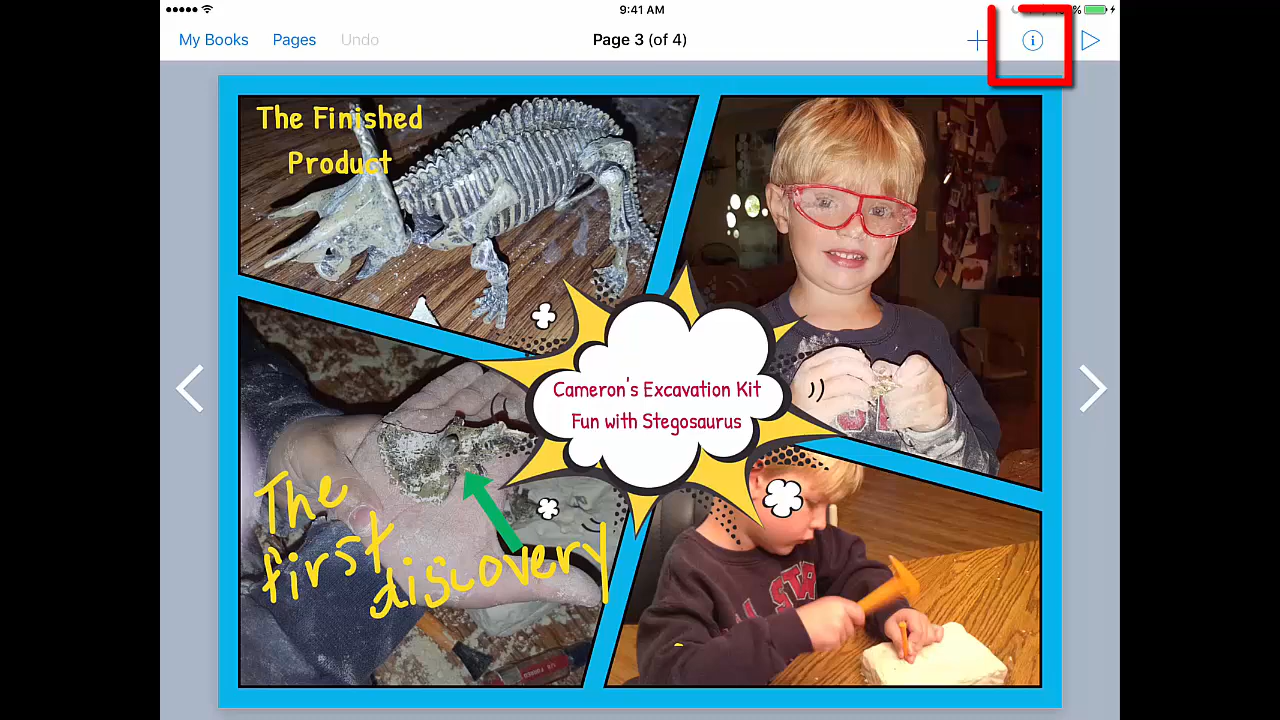 9:41 AM
%
My Books
Pages
Undo
Page 3 (of 4)
The Finished
Product
Cameron's Excavation Kit
Fun with Stegosaurus
The
first
discovery